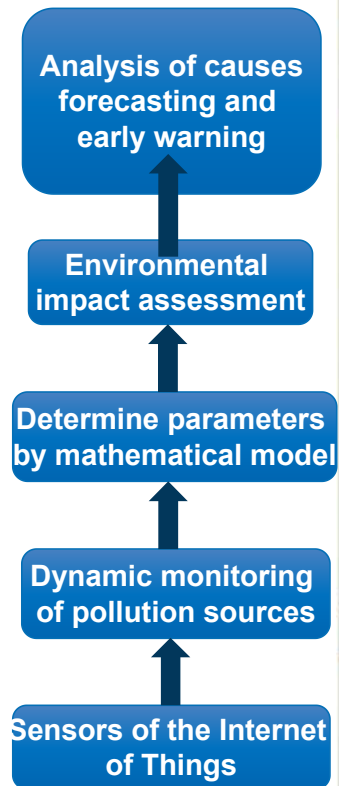 Analysis of causes
forecasting and
early warning
Environmental
impact assessment
Determine parameters
by mathematical model
Dynamic monitoring
of pollution sources
Sensors of the Internet
of Things